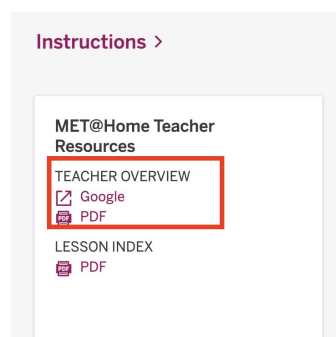 Instructions >
MET@Home Teacher
Resources
TEACHER OVERVIEW
Google
PDF
LESSON INDEX
PDF